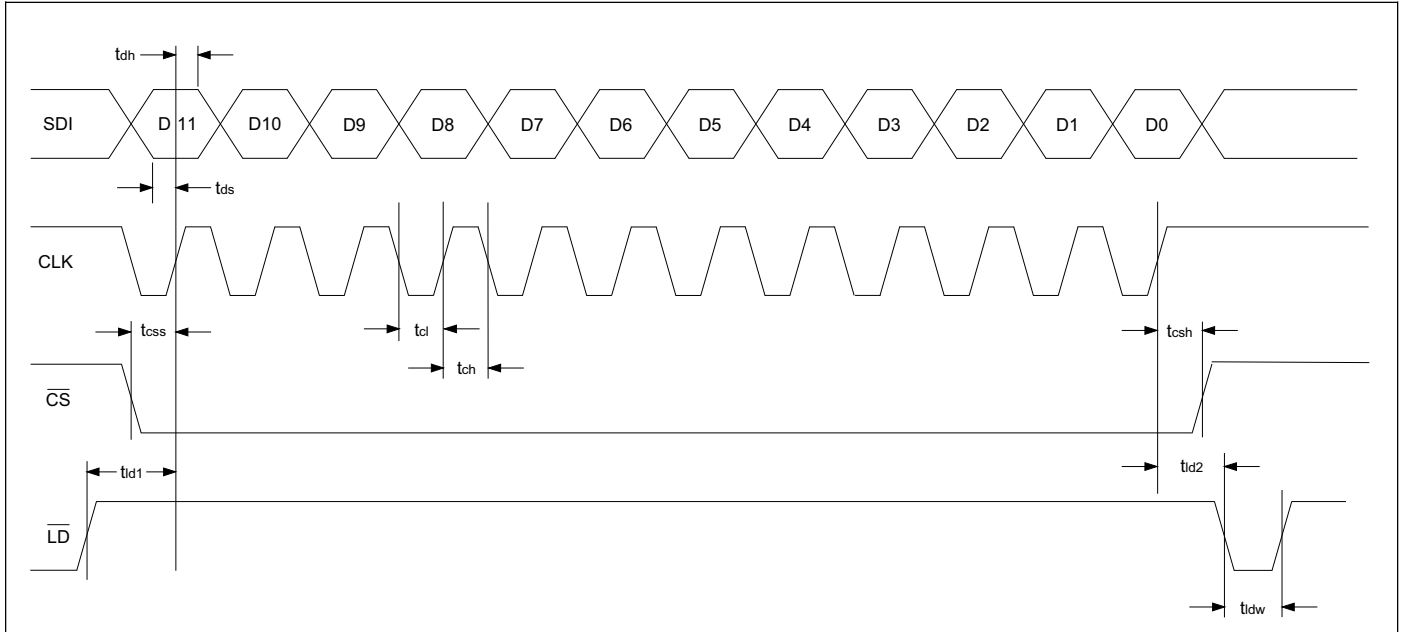 tdh
SDI D 11 D10 D9 D8 D7 D6 D5 D4 D3 D2 D1 D0
tds
CLK
tcss tcl tcsh
tch
CS
tld1 tld2
LD
tldw